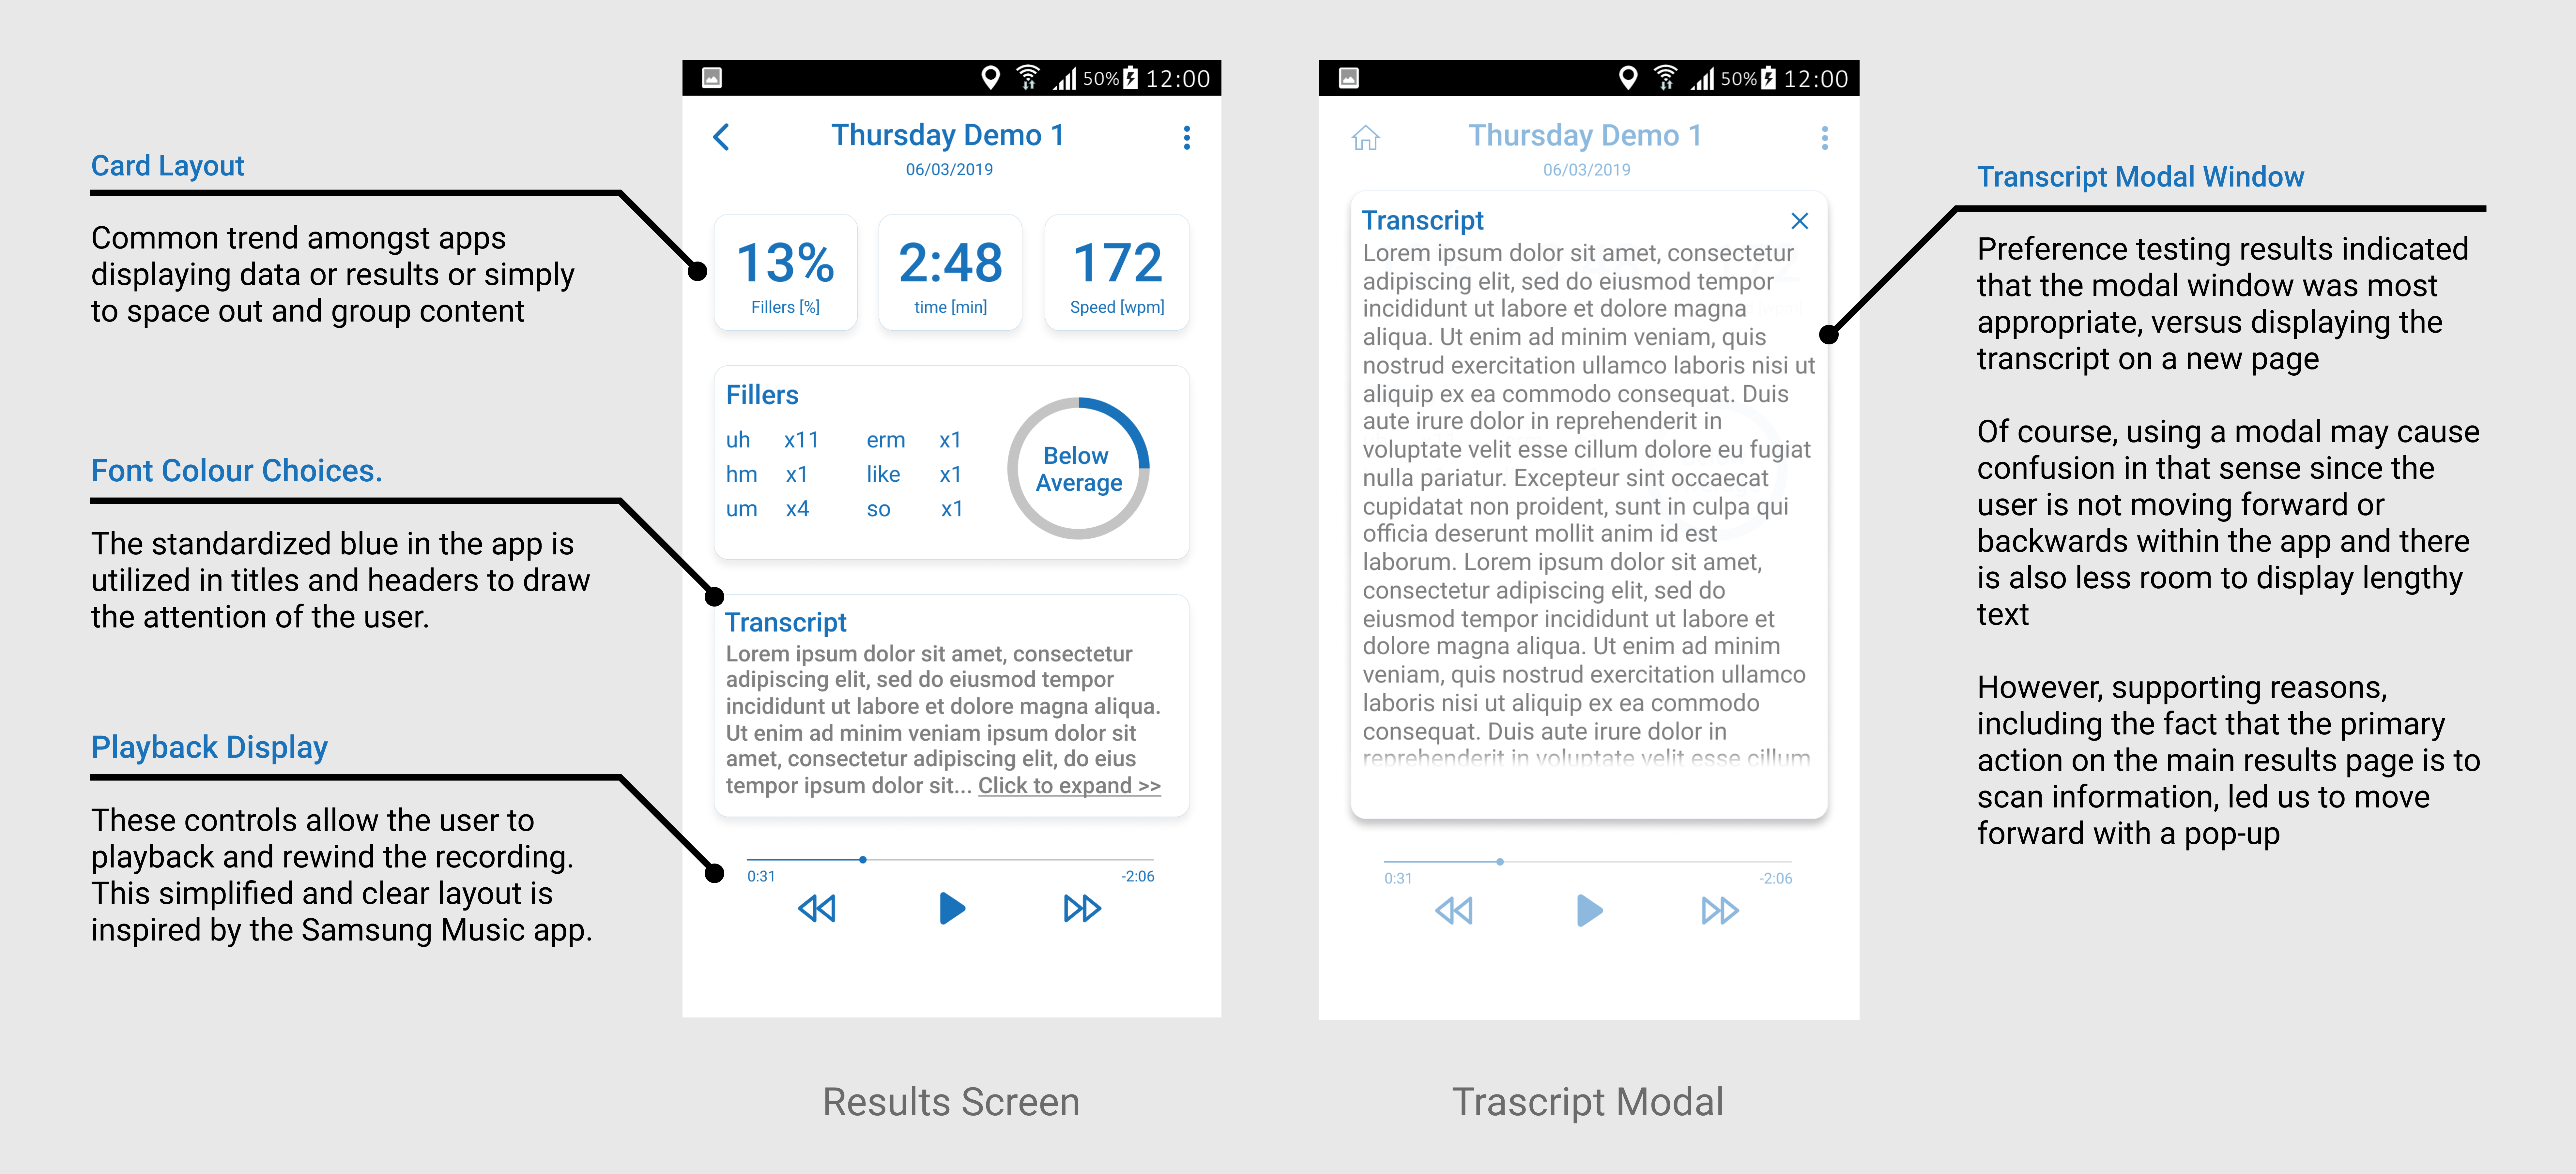 Card Layout
Common trend amongst apps
displaying data or results or simply
to space out and group content
Font Colour Choices.
The standardized blue in the app is
utilized in titles and headers to draw
the attention of the user.
Playback Display
These controls allow the user to
playback and rewind the recording.
This simplified and clear layout is
inspired by the Samsung Music app.
50% 12:00
Thursday Demo 1
06/03/2019
13% 2:48 172
Fillers [%] time [min] Speed [wpm]
Fillers
uh x11 erm x1
hm x1 like x1
um x4 so x1
Below
Average
Transcript
Lorem ipsum dolor sit amet, consectetur
adipiscing elit, sed do eiusmod tempor
incididunt ut labore et dolore magna aliqua.
Ut enim ad minim veniam ipsum dolor sit
amet, consectetur adipiscing elit, do eius
tempor ipsum dolor sit... Click to expand >>
0:31 -2:06
Results Screen
50% 12:00
Thursday Demo 1
06/03/2019
Transcript
Lorem ipsum dolor sit amet, consectetur
adipiscing elit, sed do eiusmod tempor
incididunt ut labore et dolore magna
aliqua. Ut enim ad minim veniam, quis
nostrud exercitation ullamco laboris nisi ut
aliquip ex ea commodo consequat. Duis
aute irure dolor in reprehenderit in
voluptate velit esse cillum dolore eu fugiat
nulla pariatur. Excepteur sint occaecat
cupidatat non proident, sunt in culpa qui
officia deserunt mollit anim id est
laborum. Lorem ipsum dolor sit amet,
consectetur adipiscing elit, sed do
eiusmod tempor incididunt ut labore et
dolore magna aliqua. Ut enim ad minim
veniam, quis nostrud exercitation ullamco
laboris nisi ut aliquip ex ea commodo
consequat. Duis aute irure dolor in
reprehenderit in voluptate velit esse cillum
0:31 -2:06
Trascript Modal
Transcript Modal Window
Preference testing results indicated
that the modal window was most
appropriate, versus displaying the
transcript on a new page
Of course, using a modal may cause
confusion in that sense since the
user is not moving forward or
backwards within the app and there
is also less room to display lengthy
text
However, supporting reasons,
including the fact that the primary
action on the main results page is to
scan information, led us to move
forward with a pop-up